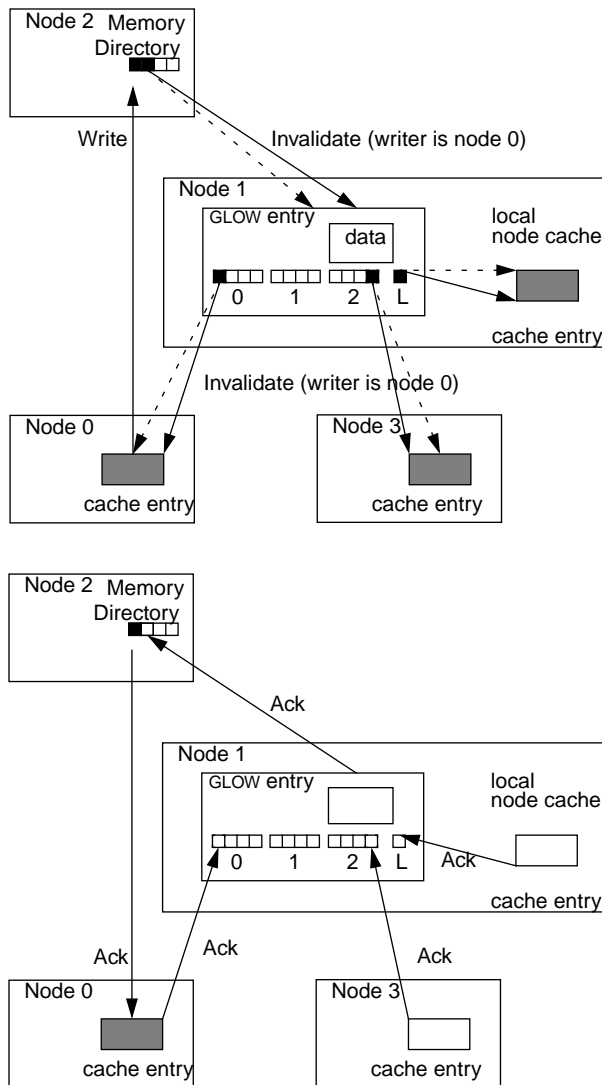 Node 2
Memory
Directory
Write
Invalidate (writer is node 0)
Node 1
GLOW entry
data
local
node cache
0
1
2
L
cache entry
Invalidate (writer is node 0)
Node 0
cache entry
Node 3
cache entry
Node 2
Memory
Directory
Ack
Node 1
GLOW entry
local
node cache
0
1
2
L
Ack
cache entry
Ack
Ack
Ack
Node 0
cache entry
Node 3
cache entry